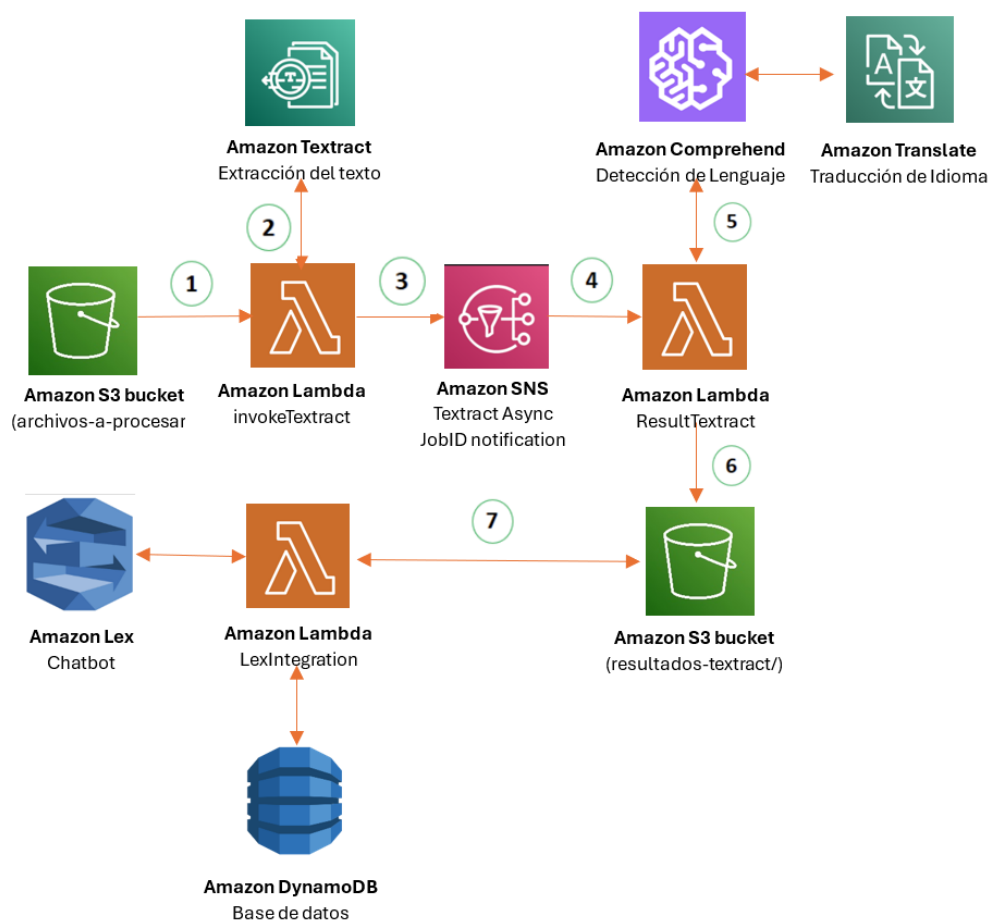 Amazon Textract
Extracción del texto
Amazon Comprehend
Detección de Lenguaje
Amazon Translate
Traducción de Idioma
2
5
1
3
4
Amazon S3 bucket
(archivos-a-procesar
Amazon Lambda
invokeTextract
Amazon SNS
Textract Async
JobID notification
Amazon Lambda
ResultTextract
6
7
Amazon Lex
Chatbot
Amazon Lambda
LexIntegration
Amazon S3 bucket
(resultados-textract/)
Amazon DynamoDB
Base de datos